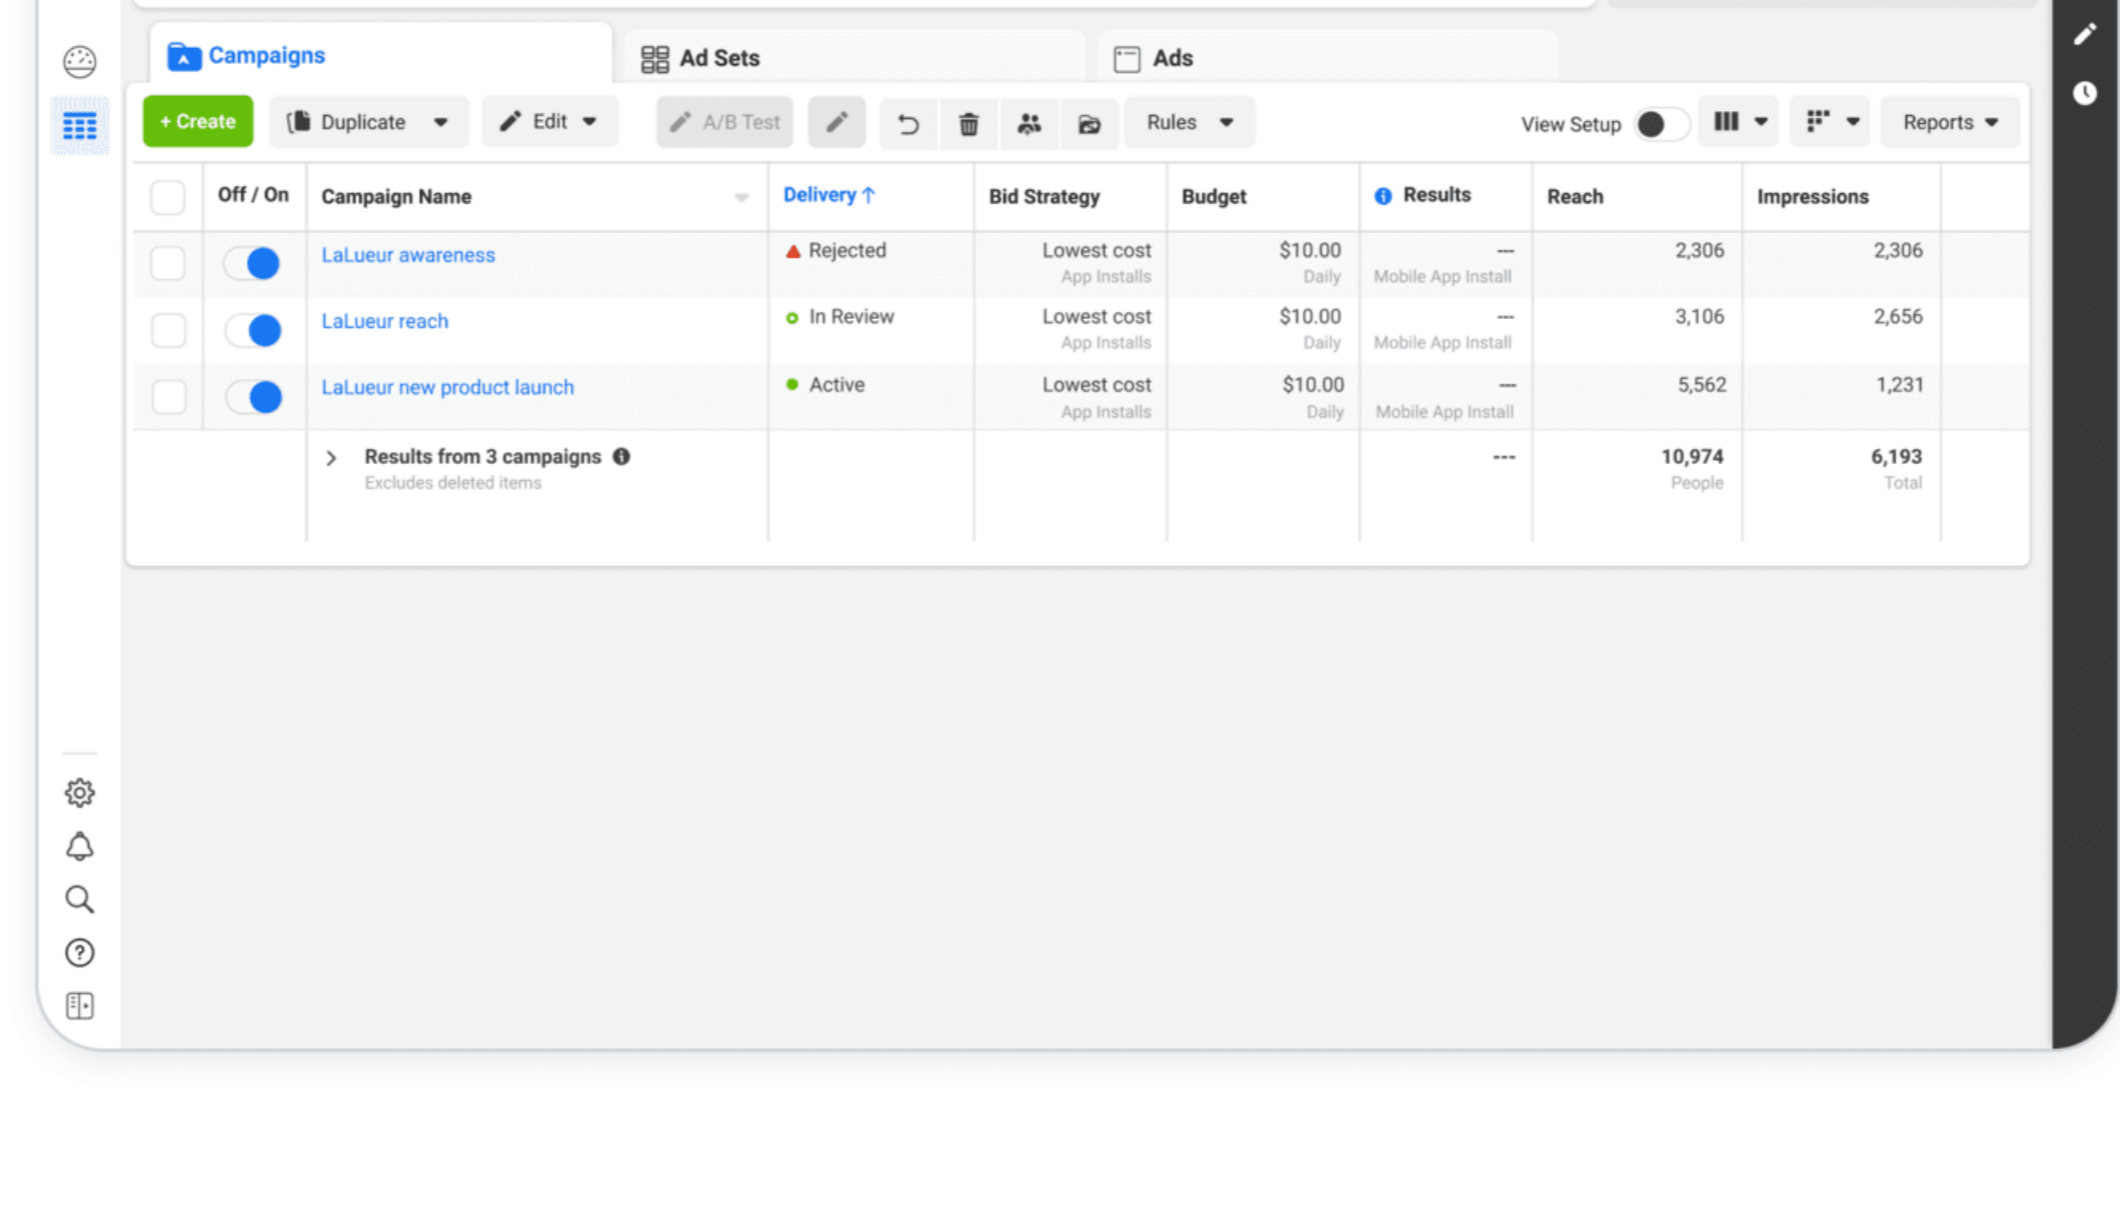 Campaigns Ad Sets Ads
+ Create Duplicate Edit A/B Test Rules View Setup Reports
Off / On Campaign Name Delivery ↑ Bid Strategy Budget Results Reach Impressions
LaLueur awareness Rejected Lowest cost $10.00 --- 2,306 2,306
App Installs Daily Mobile App Install
LaLueur reach In Review Lowest cost $10.00 --- 3,106 2,656
App Installs Daily Mobile App Install
LaLueur new product launch Active Lowest cost $10.00 --- 5,562 1,231
App Installs Daily Mobile App Install
Results from 3 campaigns --- 10,974 6,193
Excludes deleted items People Total